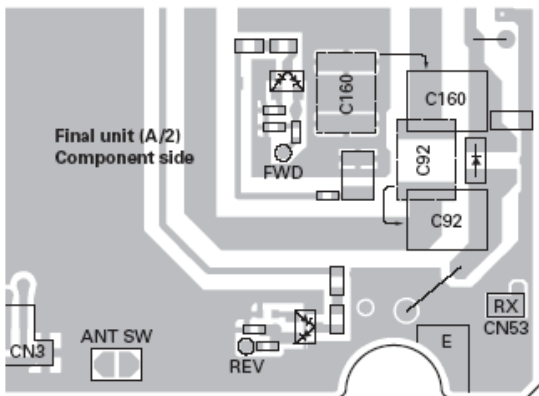 C160
C160
Final unit (A/2)
Component side
C92
FWD
C92
RX
CN53
ANT SW
E
CN3
REV